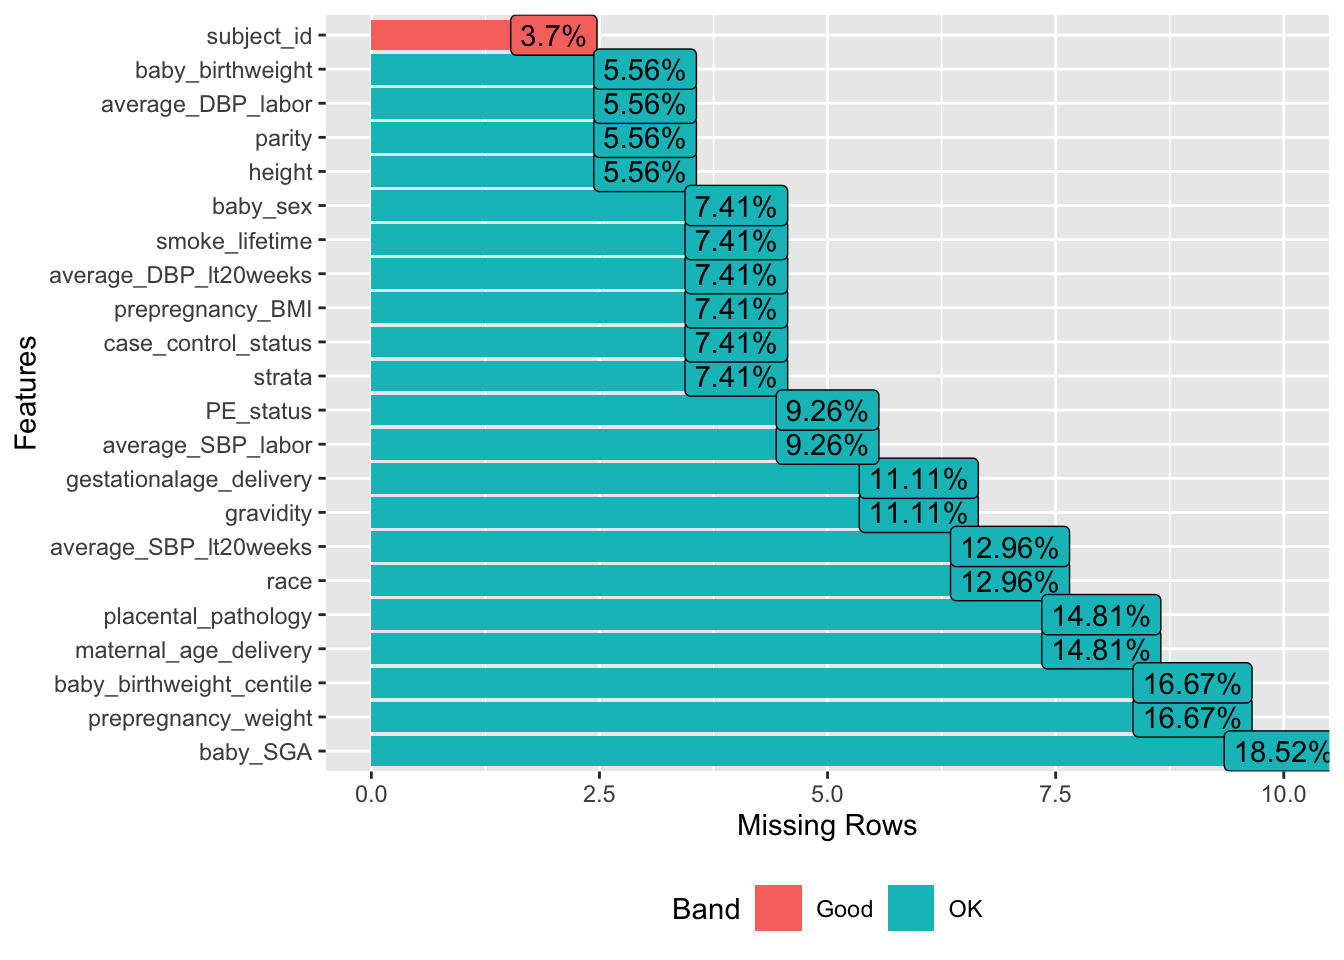 subject_id 3.7%
baby_birthweight 5.56%
average_DBP_labor 5.56%
parity 5.56%
height 5.56%
baby_sex 7.41%
smoke_lifetime 7.41%
average_DBP_lt20weeks 7.41%
prepregnancy_BMI 7.41%
case_control_status 7.41%
strata 7.41%
PE_status 9.26%
average_SBP_labor 9.26%
gestationalage_delivery 11.11%
gravidity 11.11%
average_SBP_lt20weeks 12.96%
race 12.96%
placental_pathology 14.81%
maternal_age_delivery 14.81%
baby_birthweight_centile 16.67%
prepregnancy_weight 16.67%
baby_SGA 18.52%
Features
0.0 2.5 5.0 7.5 10.0
Missing Rows
Band Good OK